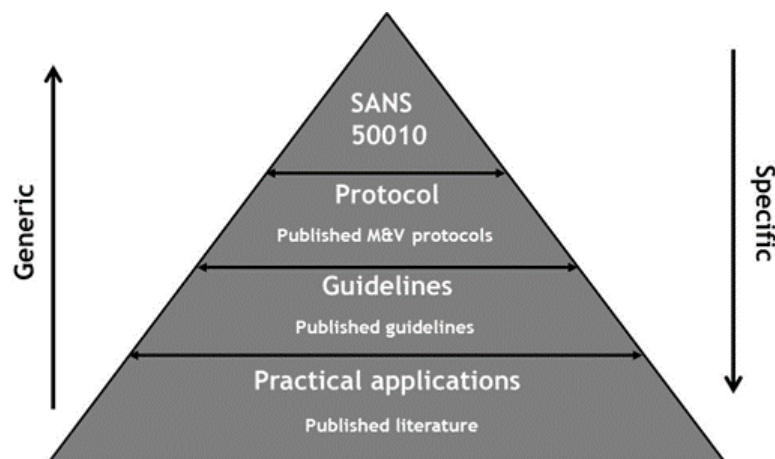 SANS
50010
Protocol
Published M&V protocols
Guidelines
Published guidelines
Practical applications
Published literature
Generic
Specific